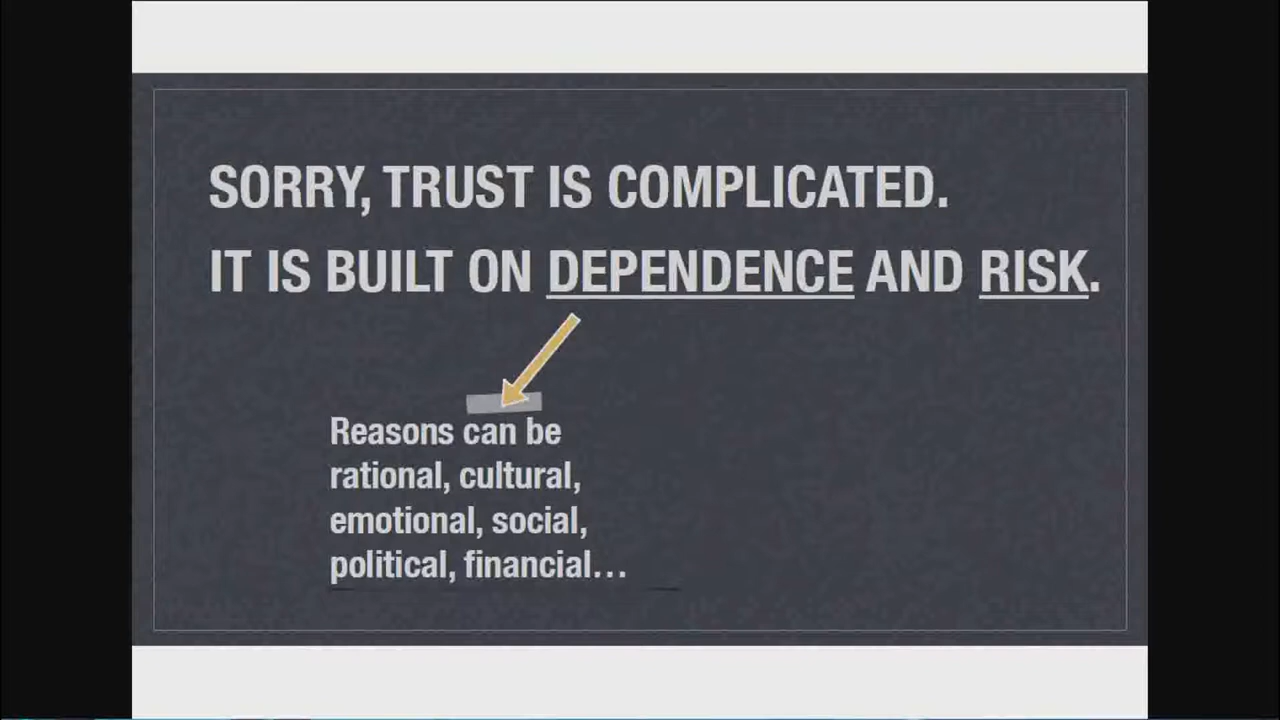 SORRY, TRUST IS COMPLICATED.
IT IS BUILT ON DEPENDENCE AND RISK.
Reasons can be
rational, cultural,
emotional, social,
political, financial…